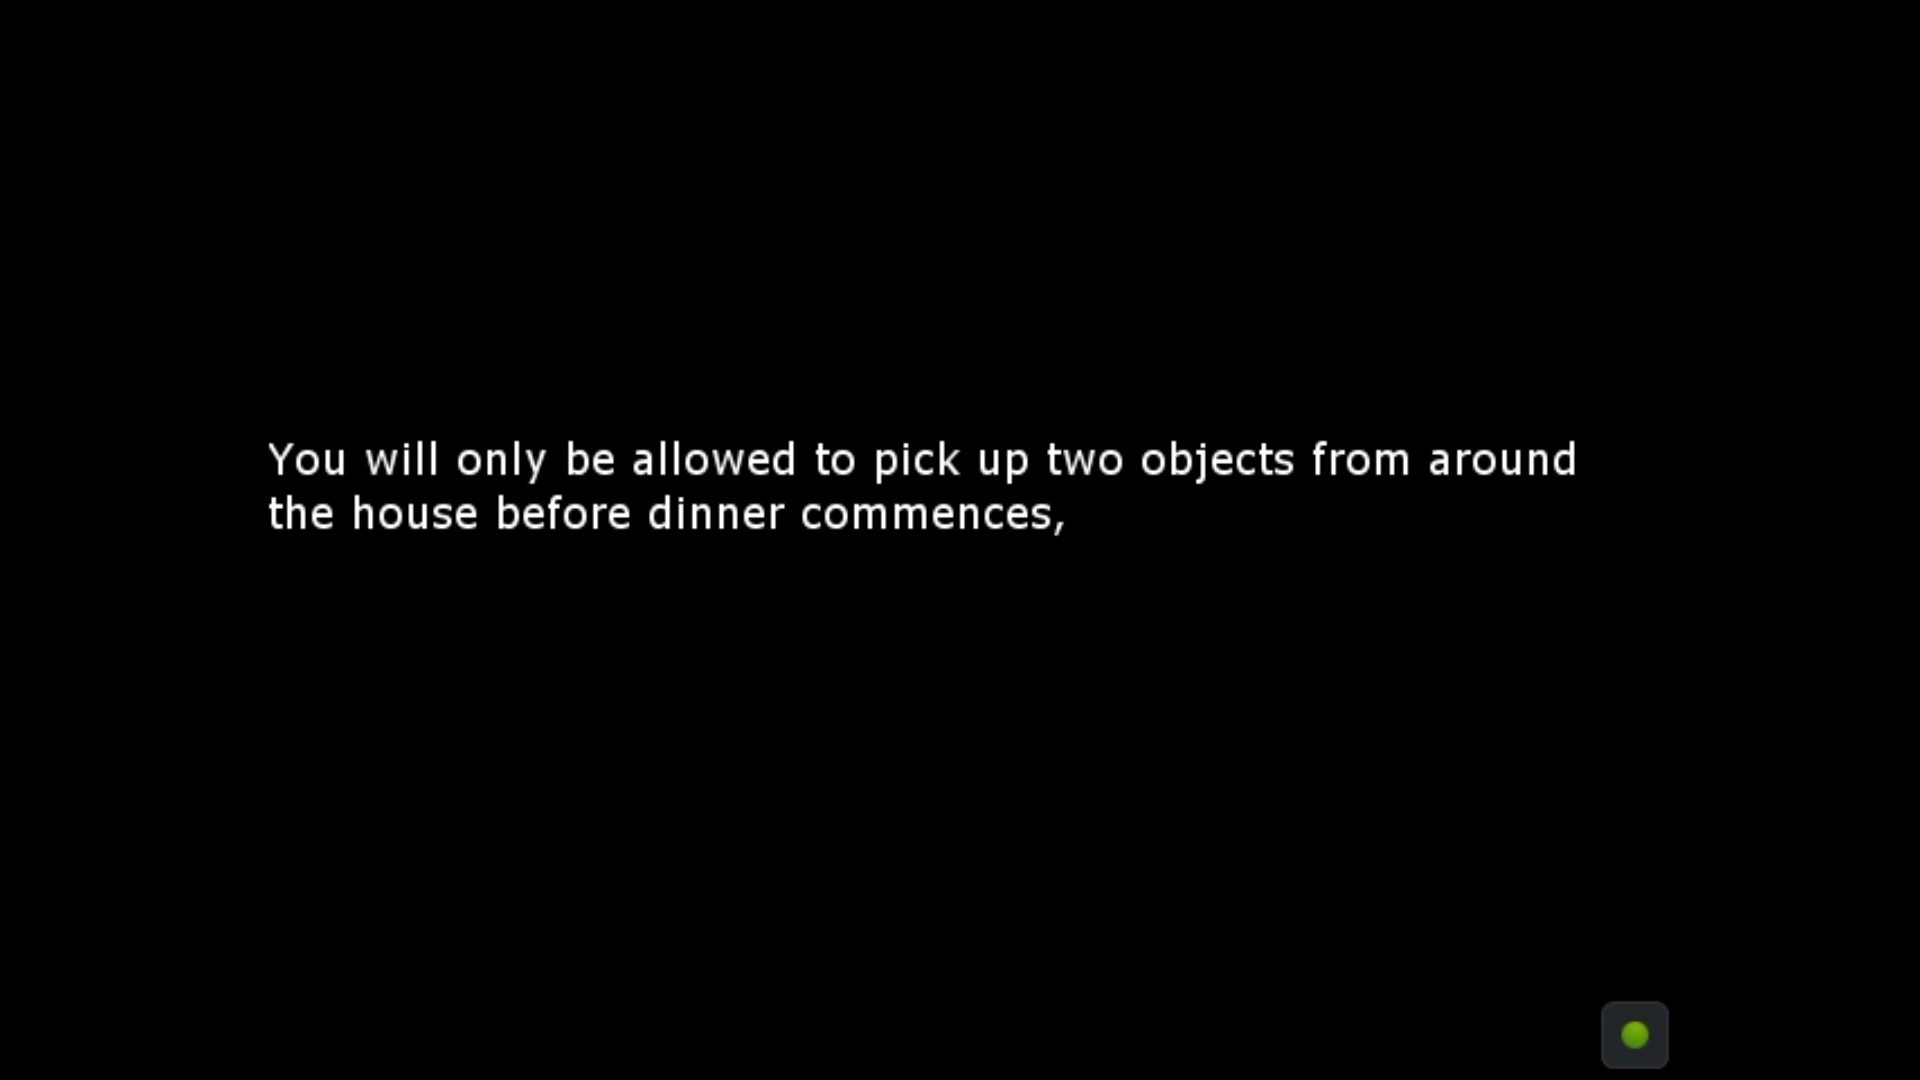 You will only be allowed to pick up two objects from around
the house before dinner commences,